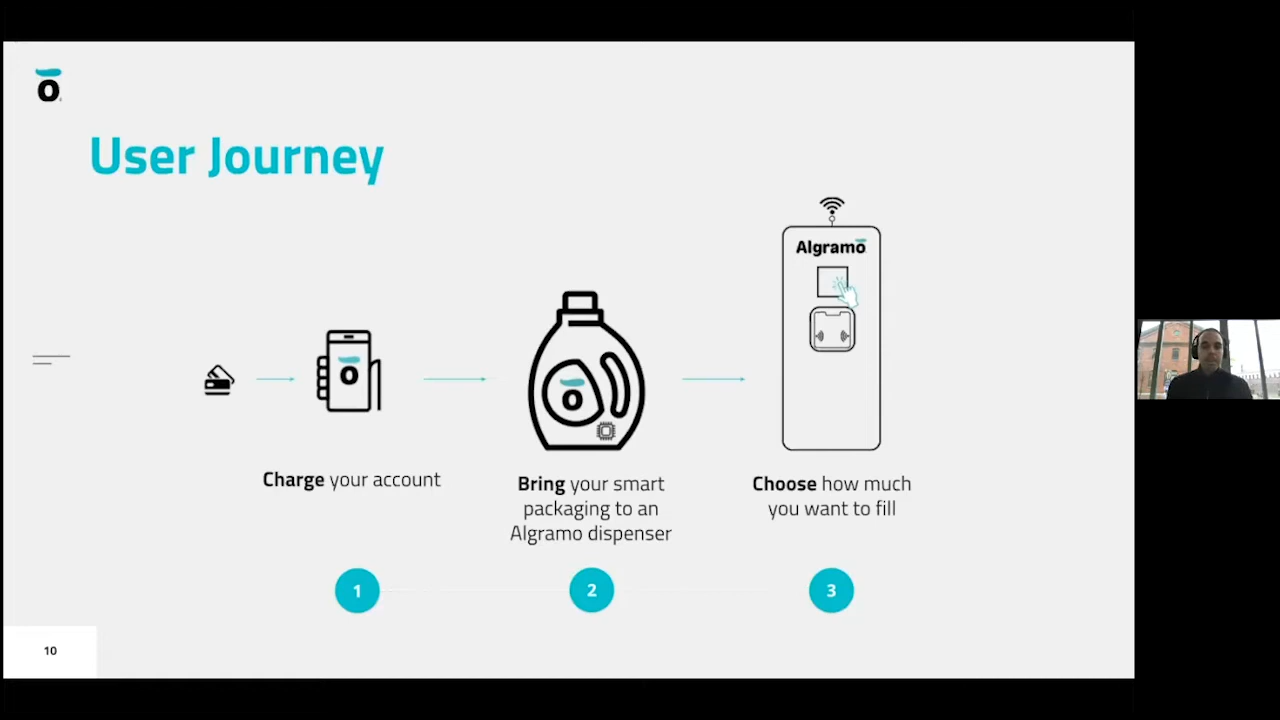 ō
User Journey
Algramō
ō
ō
Charge your account
Bring your smart
packaging to an
Algramo dispenser
Choose how much
you want to fill
1
2
3
10